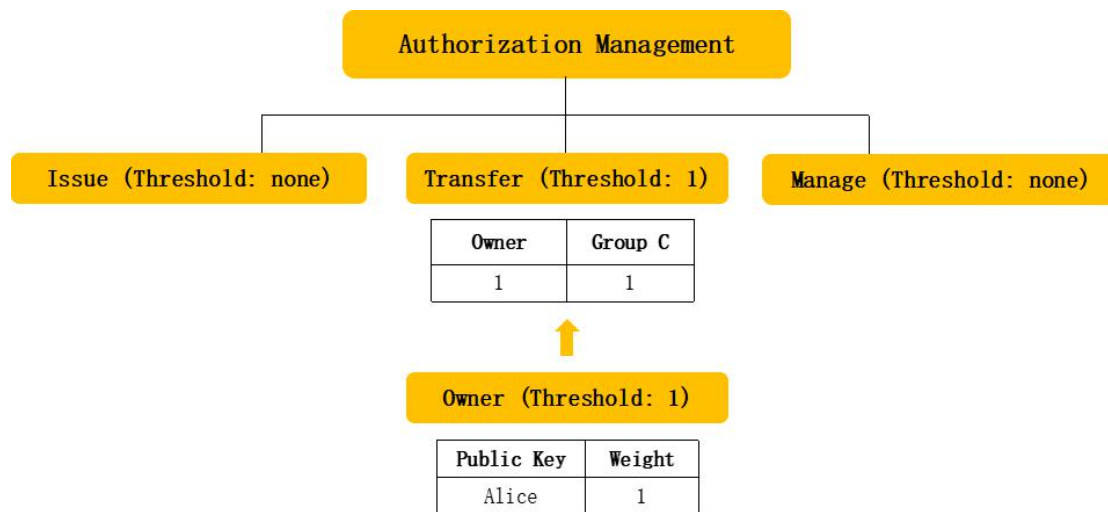 Authorization Management
Issue (Threshold: none)
Transfer (Threshold: 1)
Manage (Threshold: none)
Owner Group C
1 1
Owner (Threshold: 1)
Public Key Weight
Alice 1